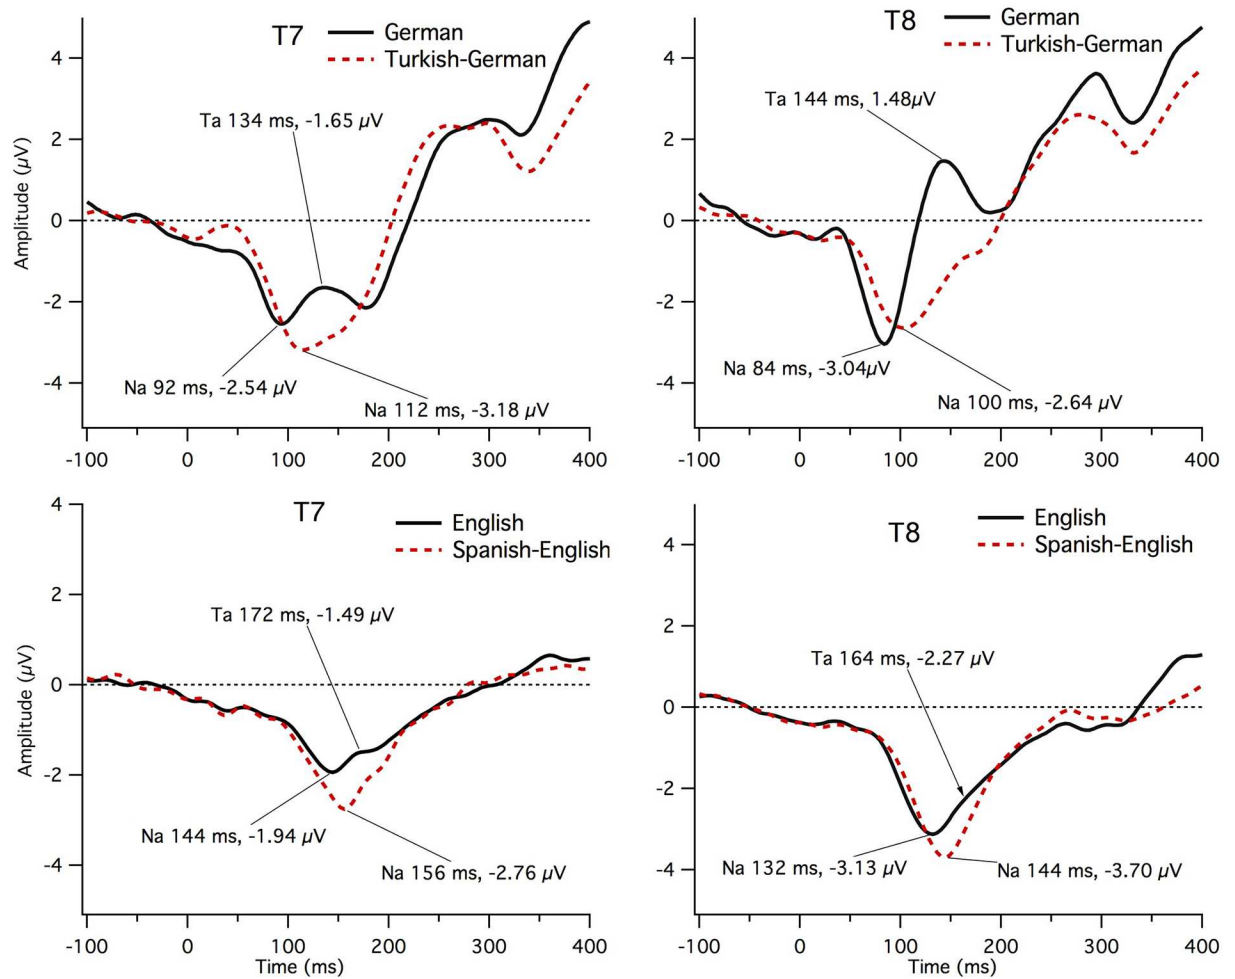 T7
German
Turkish-German
Ta 134 ms, -1.65 µV
Na 92 ms, -2.54 µV
Na 112 ms, -3.18 µV
Amplitude (µV)
4
2
0
-2
-4
-100 0 100 200 300 400
T8
German
Turkish-German
Ta 144 ms, 1.48µV
Na 84 ms, -3.04µV
Na 100 ms, -2.64 µV
4
2
0
-2
-4
-100 0 100 200 300 400
T7
English
Spanish-English
Ta 172 ms, -1.49 µV
Na 144 ms, -1.94 µV
Na 156 ms, -2.76 µV
Amplitude (µV)
4
2
0
-2
-4
-100 0 100 200 300 400
Time (ms)
T8
English
Spanish-English
Ta 164 ms, -2.27 µV
Na 132 ms, -3.13 µV
Na 144 ms, -3.70 µV
4
2
0
-2
-4
-100 0 100 200 300 400
Time (ms)